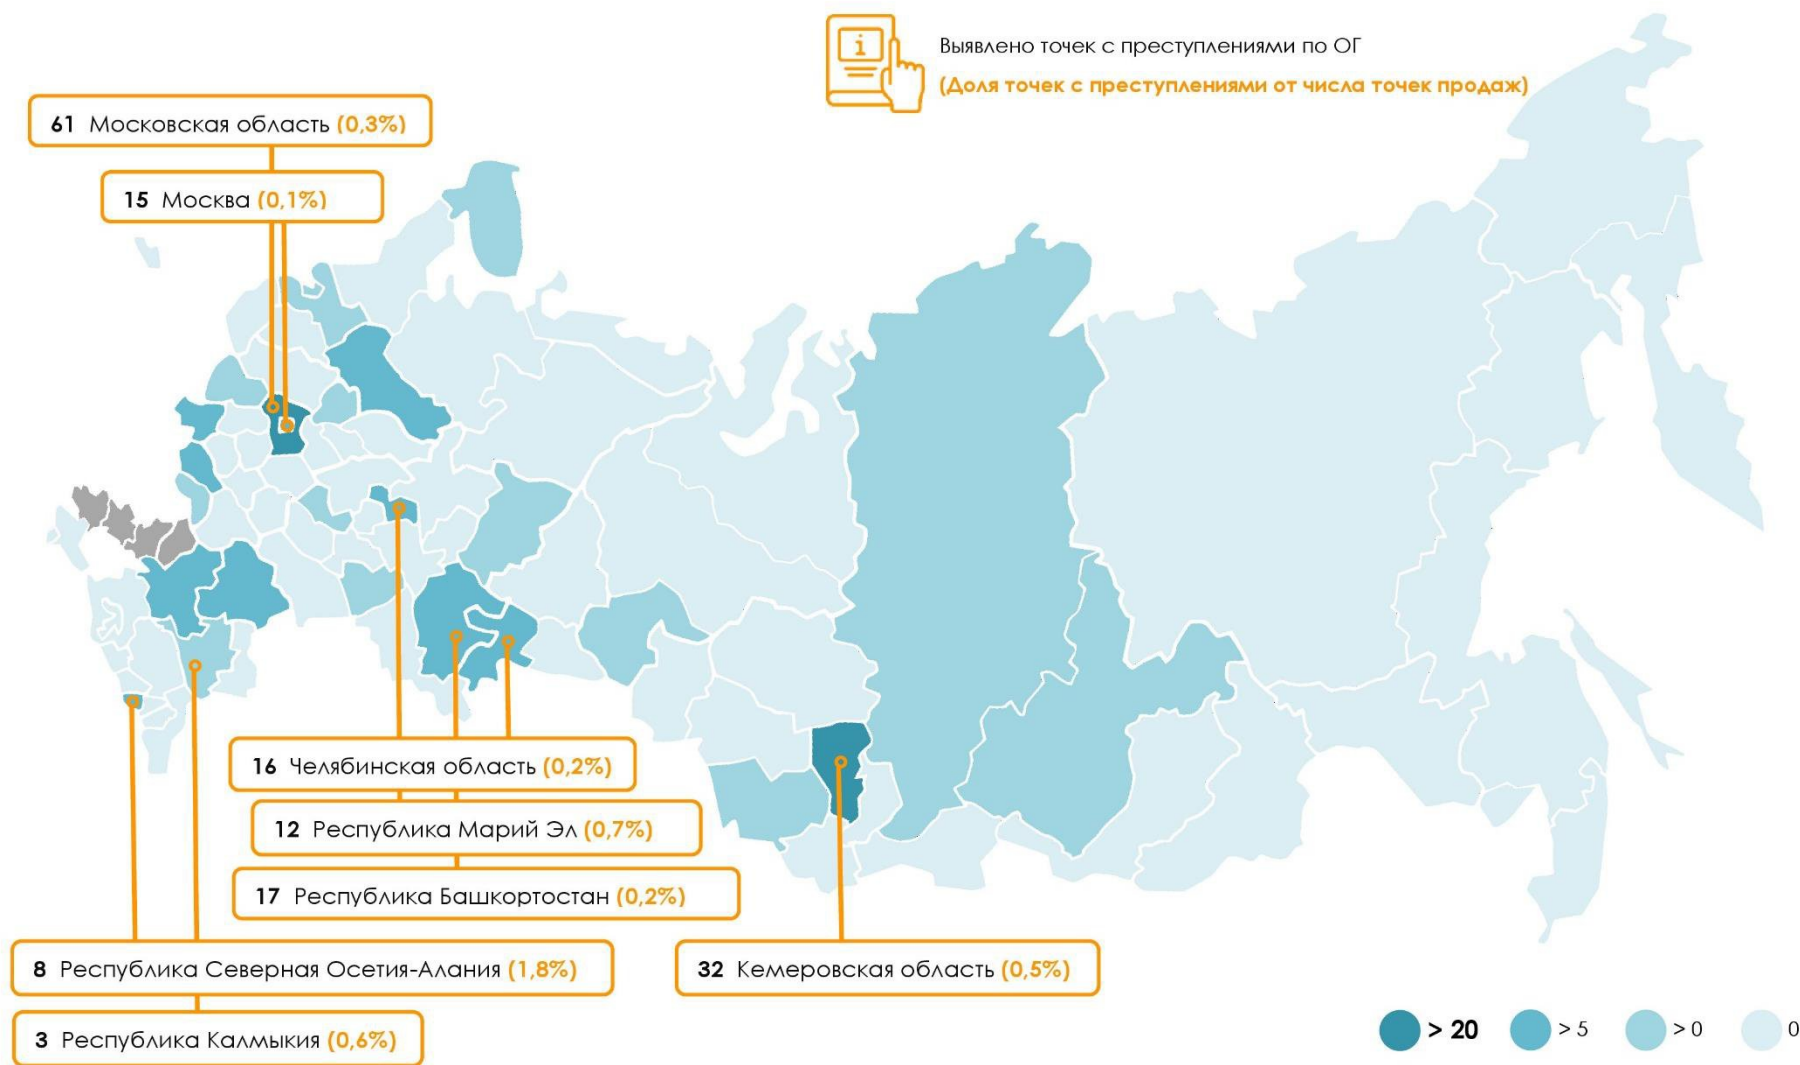 i
Выявлено точек с преступлениями по ОГ
(Доля точек с преступлениями от числа точек продаж)
61 Московская область (0,3%)
15 Москва (0,1%)
16 Челябинская область (0,2%)
12 Республика Марий Эл (0,7%)
17 Республика Башкортостан (0,2%)
8 Республика Северная Осетия-Алания (1,8%)
32 Кемеровская область (0,5%)
3 Республика Калмыкия (0,6%)
> 20 > 5 > 0 0